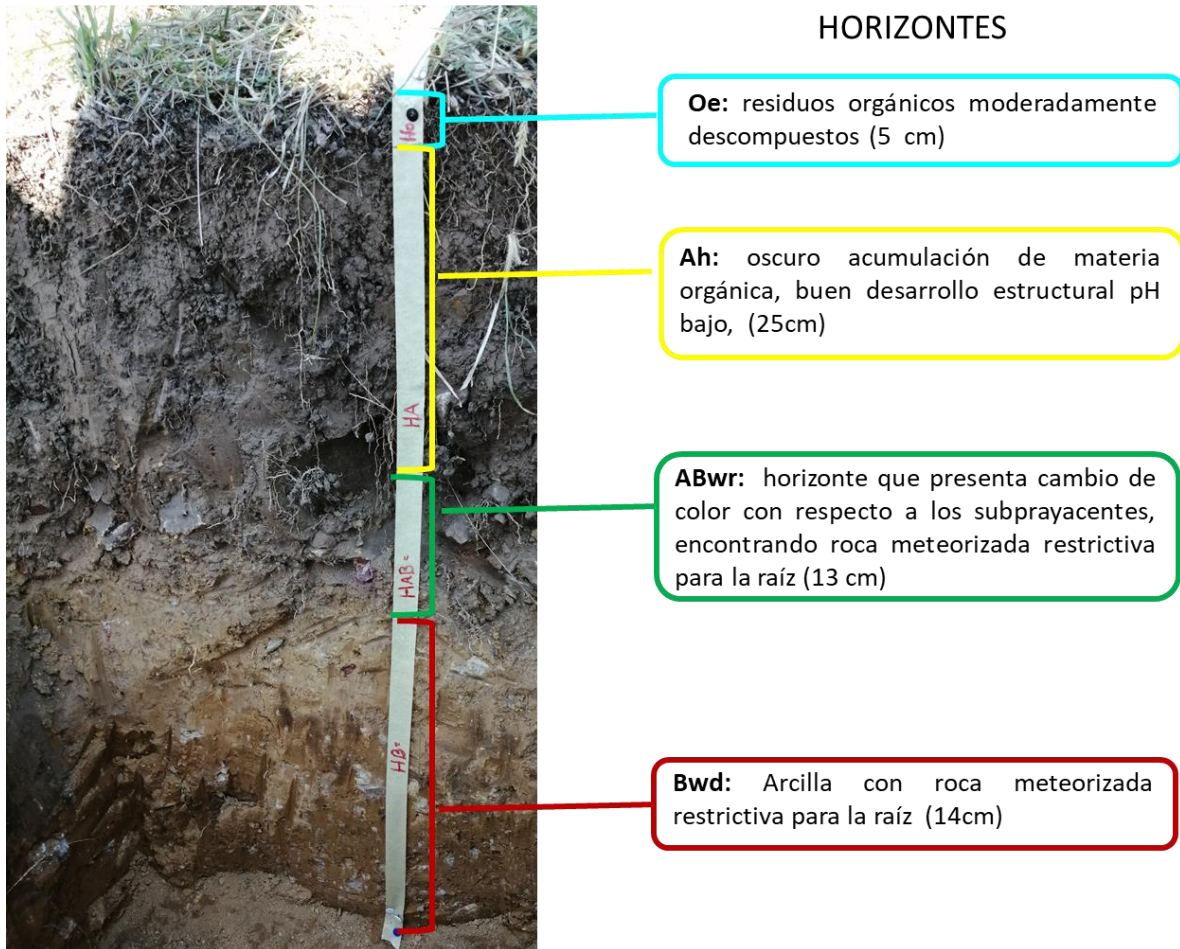 HORIZONTES
Oe: residuos orgánicos moderadamente
descompuestos (5 cm)
Ho
Ah: oscuro acumulación de materia
orgánica, buen desarrollo estructural pH
bajo, (25cm)
HA
ABwr: horizonte que presenta cambio de
color con respecto a los subprayacentes,
encontrando roca meteorizada restrictiva
para la raíz (13 cm)
HAB=
HB=
Bwd: Arcilla con roca meteorizada
restrictiva para la raíz (14cm)